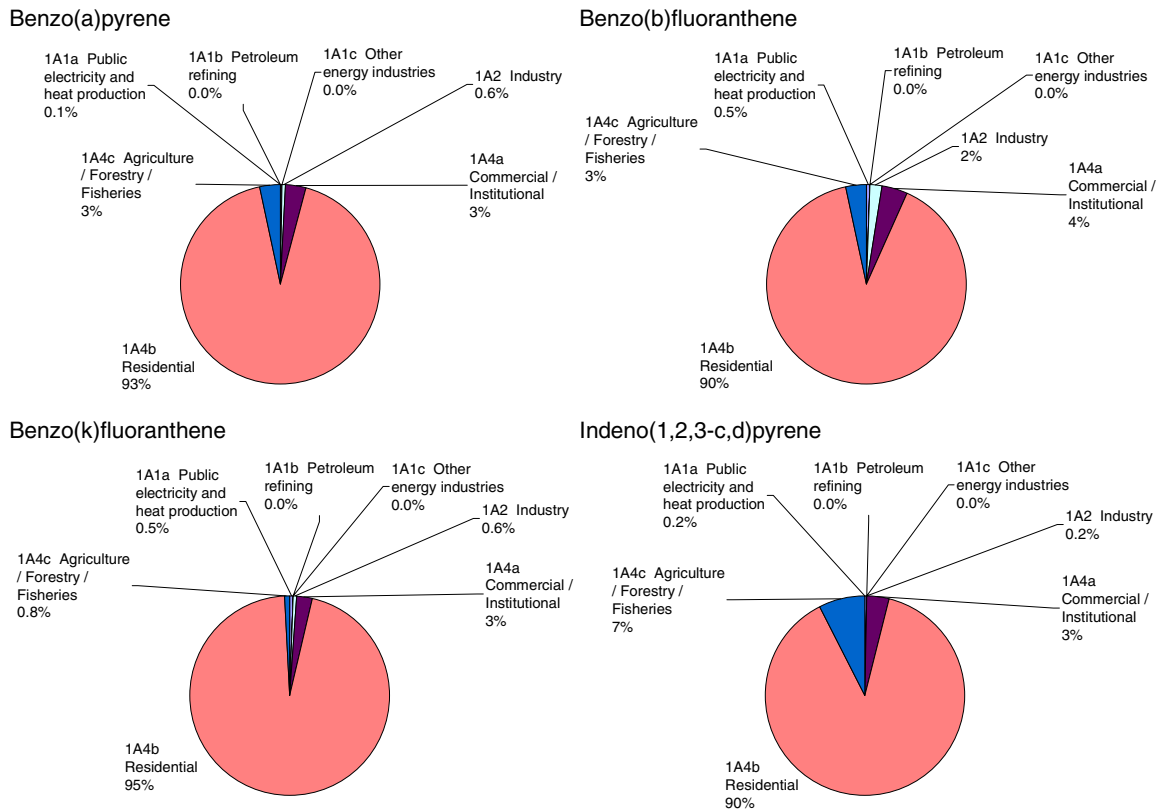 Benzo(a)pyrene
1A1a Public
electricity and
heat production
0.1%
1A1b Petroleum
refining
0.0%
1A1c Other
energy industries
0.0%
1A2 Industry
0.6%
1A4c Agriculture
/ Forestry /
Fisheries
3%
1A4a
Commercial /
Institutional
3%
1A4b
Residential
93%
Benzo(b)fluoranthene
1A1a Public
electricity and
heat production
0.5%
1A1b Petroleum
refining
0.0%
1A1c Other
energy industries
0.0%
1A4c Agriculture
/ Forestry /
Fisheries
3%
1A2 Industry
2%
1A4a
Commercial /
Institutional
4%
1A4b
Residential
90%
Benzo(k)fluoranthene
1A1a Public
electricity and
heat production
0.5%
1A1b Petroleum
refining
0.0%
1A1c Other
energy industries
0.0%
1A2 Industry
0.6%
1A4c Agriculture
/ Forestry /
Fisheries
0.8%
1A4a
Commercial /
Institutional
3%
1A4b
Residential
95%
Indeno(1,2,3-c,d)pyrene
1A1a Public
electricity and
heat production
0.2%
1A1b Petroleum
refining
0.0%
1A1c Other
energy industries
0.0%
1A2 Industry
0.2%
1A4c Agriculture
/ Forestry /
Fisheries
7%
1A4a
Commercial /
Institutional
3%
1A4b
Residential
90%